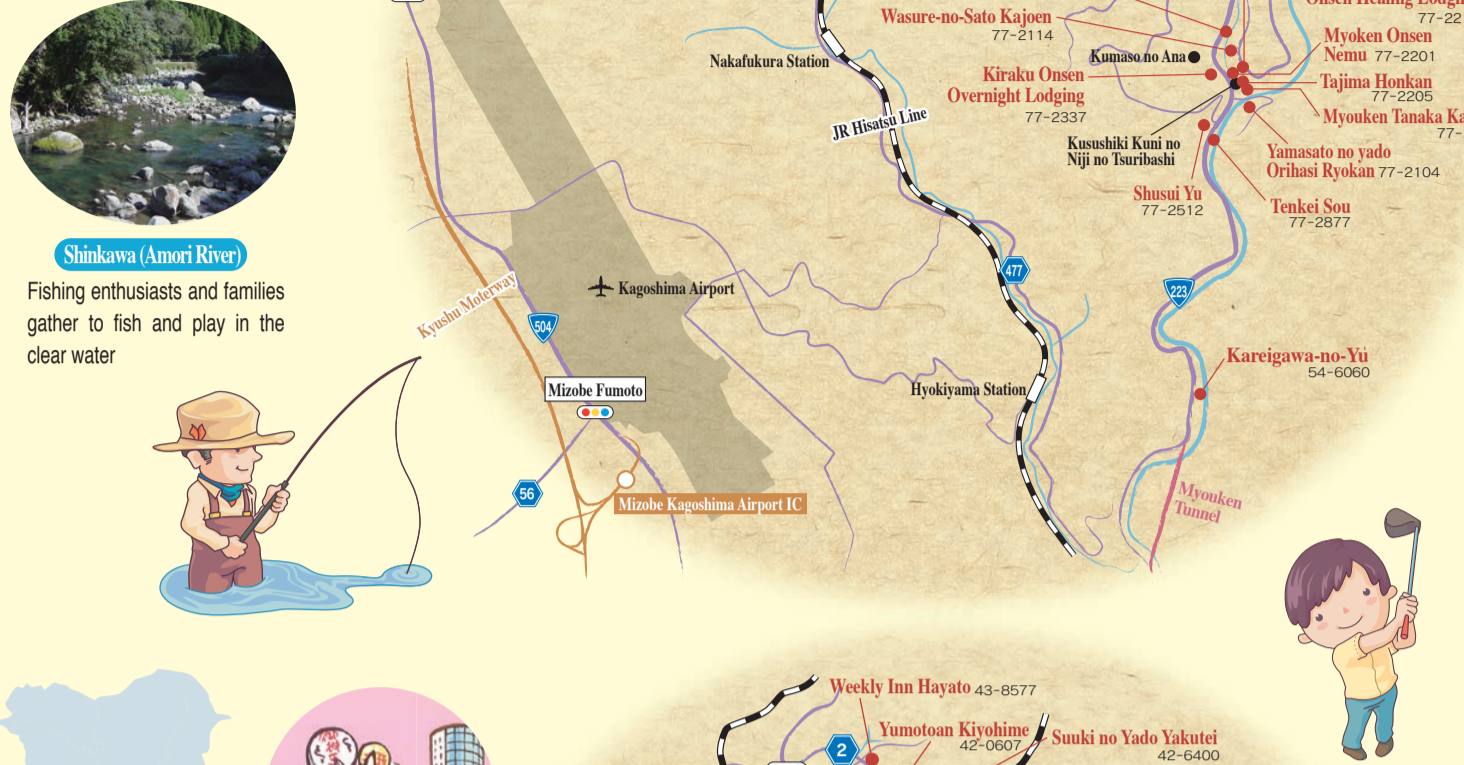 Wasure-no-Sato Kajoen
77-2114
77-22
Myoken Onsen
Nemu 77-2201
Nakafukura Station
Kumaso no Ana
Kiraku Onsen
Overnight Lodging
77-2337
Tajima Honkan
77-2205
Myouken Tanaka
JR Hisatsu Line
Kusushiki Kuni no
Niji no Tsuribashi
Yamasato no yado
Orihasi Ryokan 77-2104
Shusui Yu
77-2512
Tenkei Sou
77-2877
Shinkawa (Amori River)
Fishing enthusiasts and families
gather to fish and play in the
clear water
Kyushu Moterway
Kagoshima Airport
477
223
504
Mizobe Fumoto
Hyokiyama Station
Kareigawa-no-Yu
54-6060
56
Mizobe Kagoshima Airport IC
Myouken
Tunnel
Weekly Inn Hayato 43-8577
Yumotoan Kiyohime
42-0607
2
Suuki no Yado Yakutei
42-6400